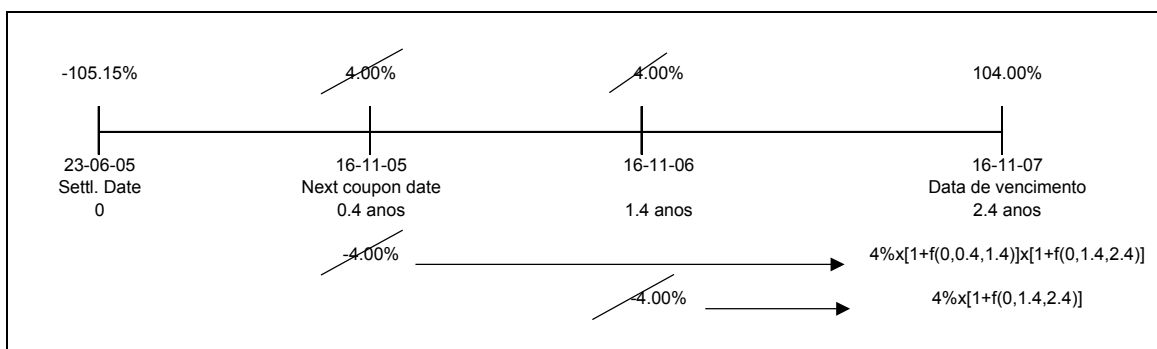 -105.15% 4.00% 4.00% 104.00%
23-06-05 16-11-05 16-11-06 16-11-07
Settl. Date Next coupon date Data de vencimento
0 0.4 anos 1.4 anos 2.4 anos
-4.00% 4%x[1+f(0,0.4,1.4)]x[1+f(0,1.4,2.4)]
-4.00% 4%x[1+f(0,1.4,2.4)]